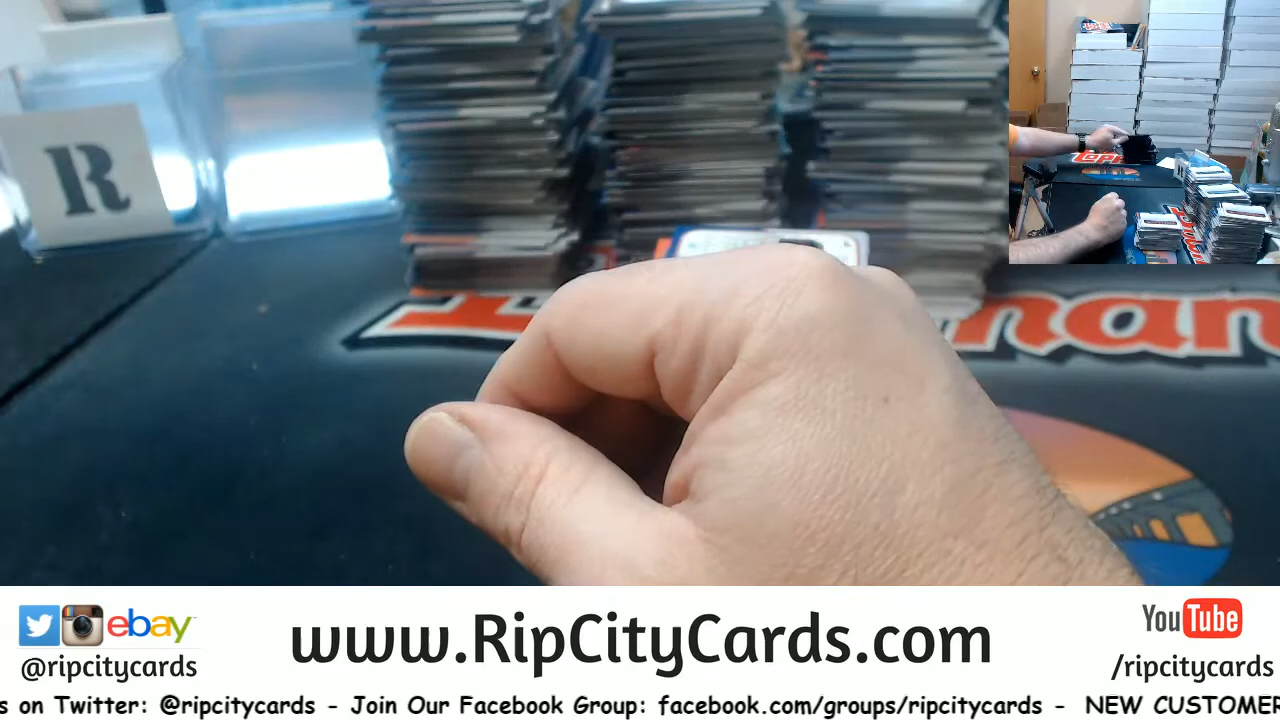 R
man
ebay
@ripcitycards
www.RipCityCards.com
YouTube
/ripcitycards
s on Twitter: @ripcitycards - Join Our Facebook Group: facebook.com/groups/ripcitycards - NEW CUSTOMER